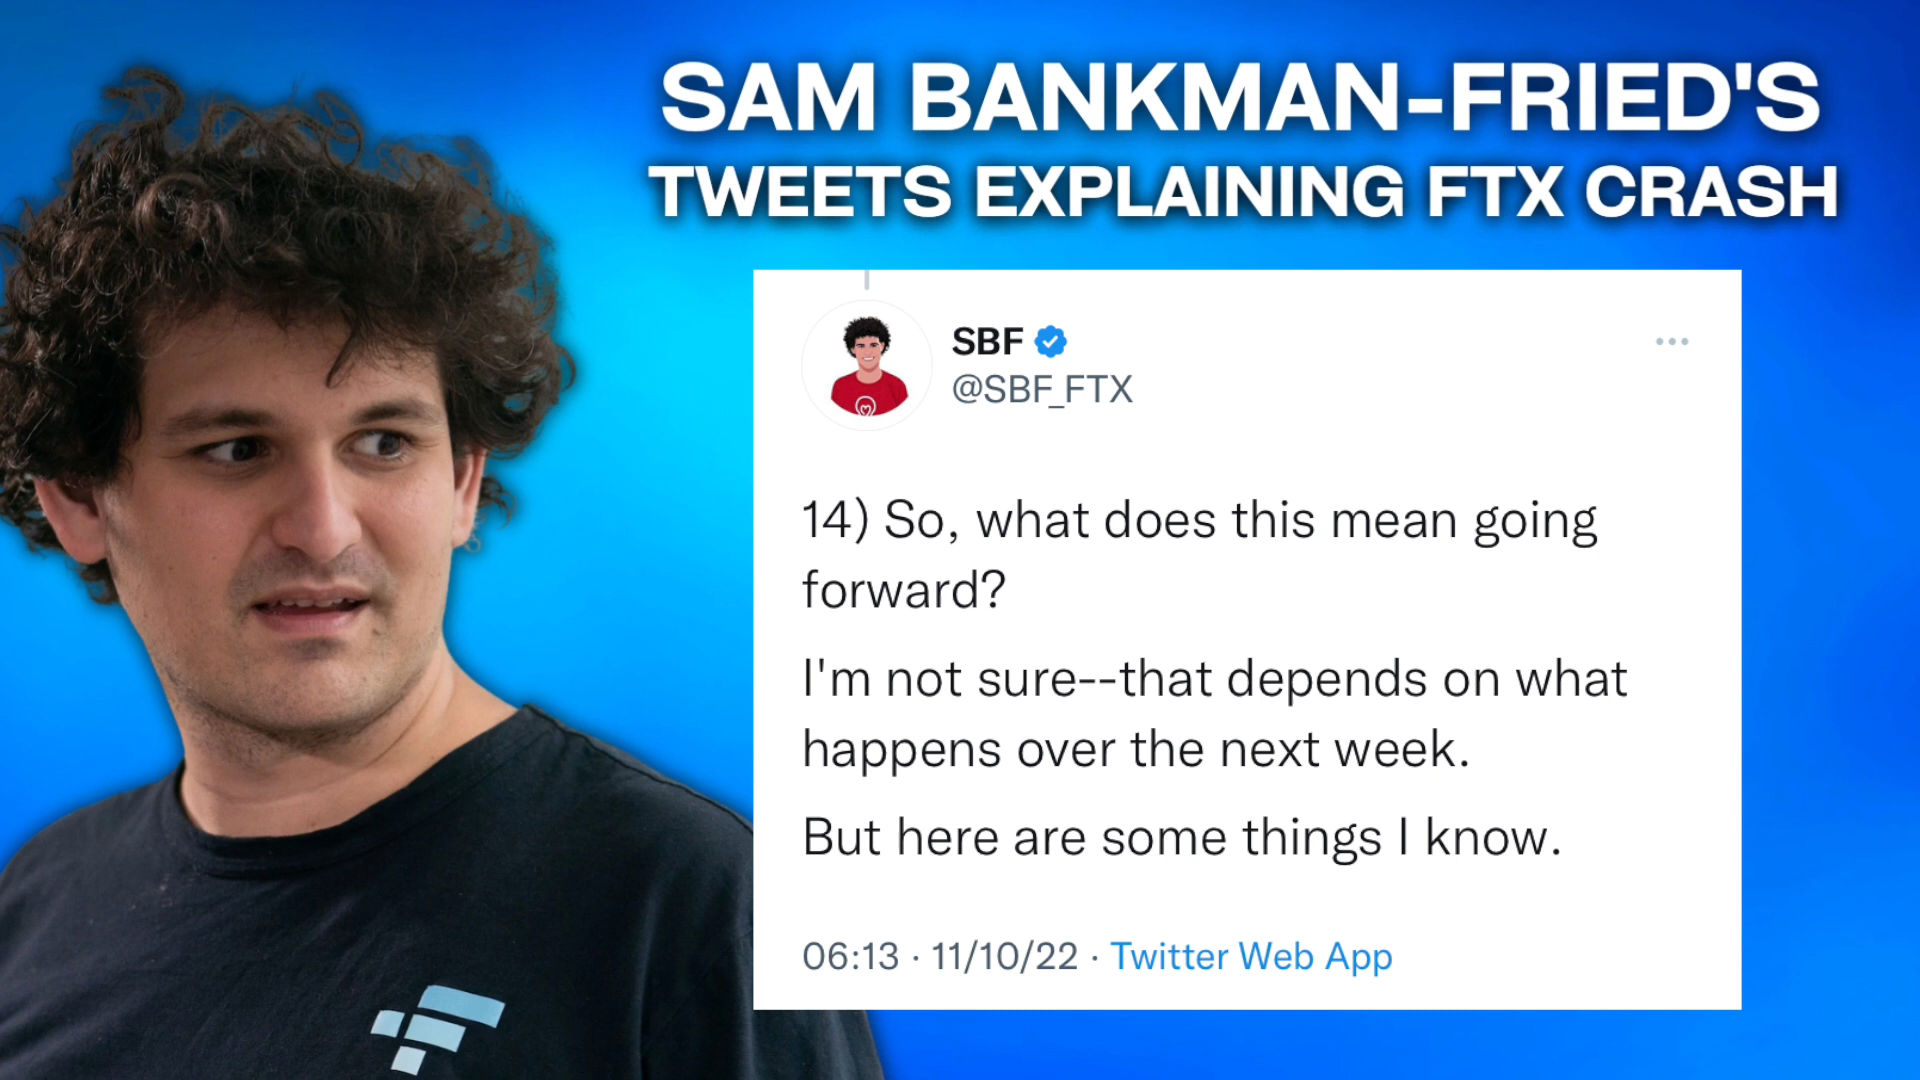 SAM BANKMAN-FRIED'S
TWEETS EXPLAINING FTX CRASH
SBF
@SBF_FTX
14) So, what does this mean going
forward?
I'm not sure--that depends on what
happens over the next week.
But here are some things I know.
06:13 · 11/10/22 · Twitter Web App